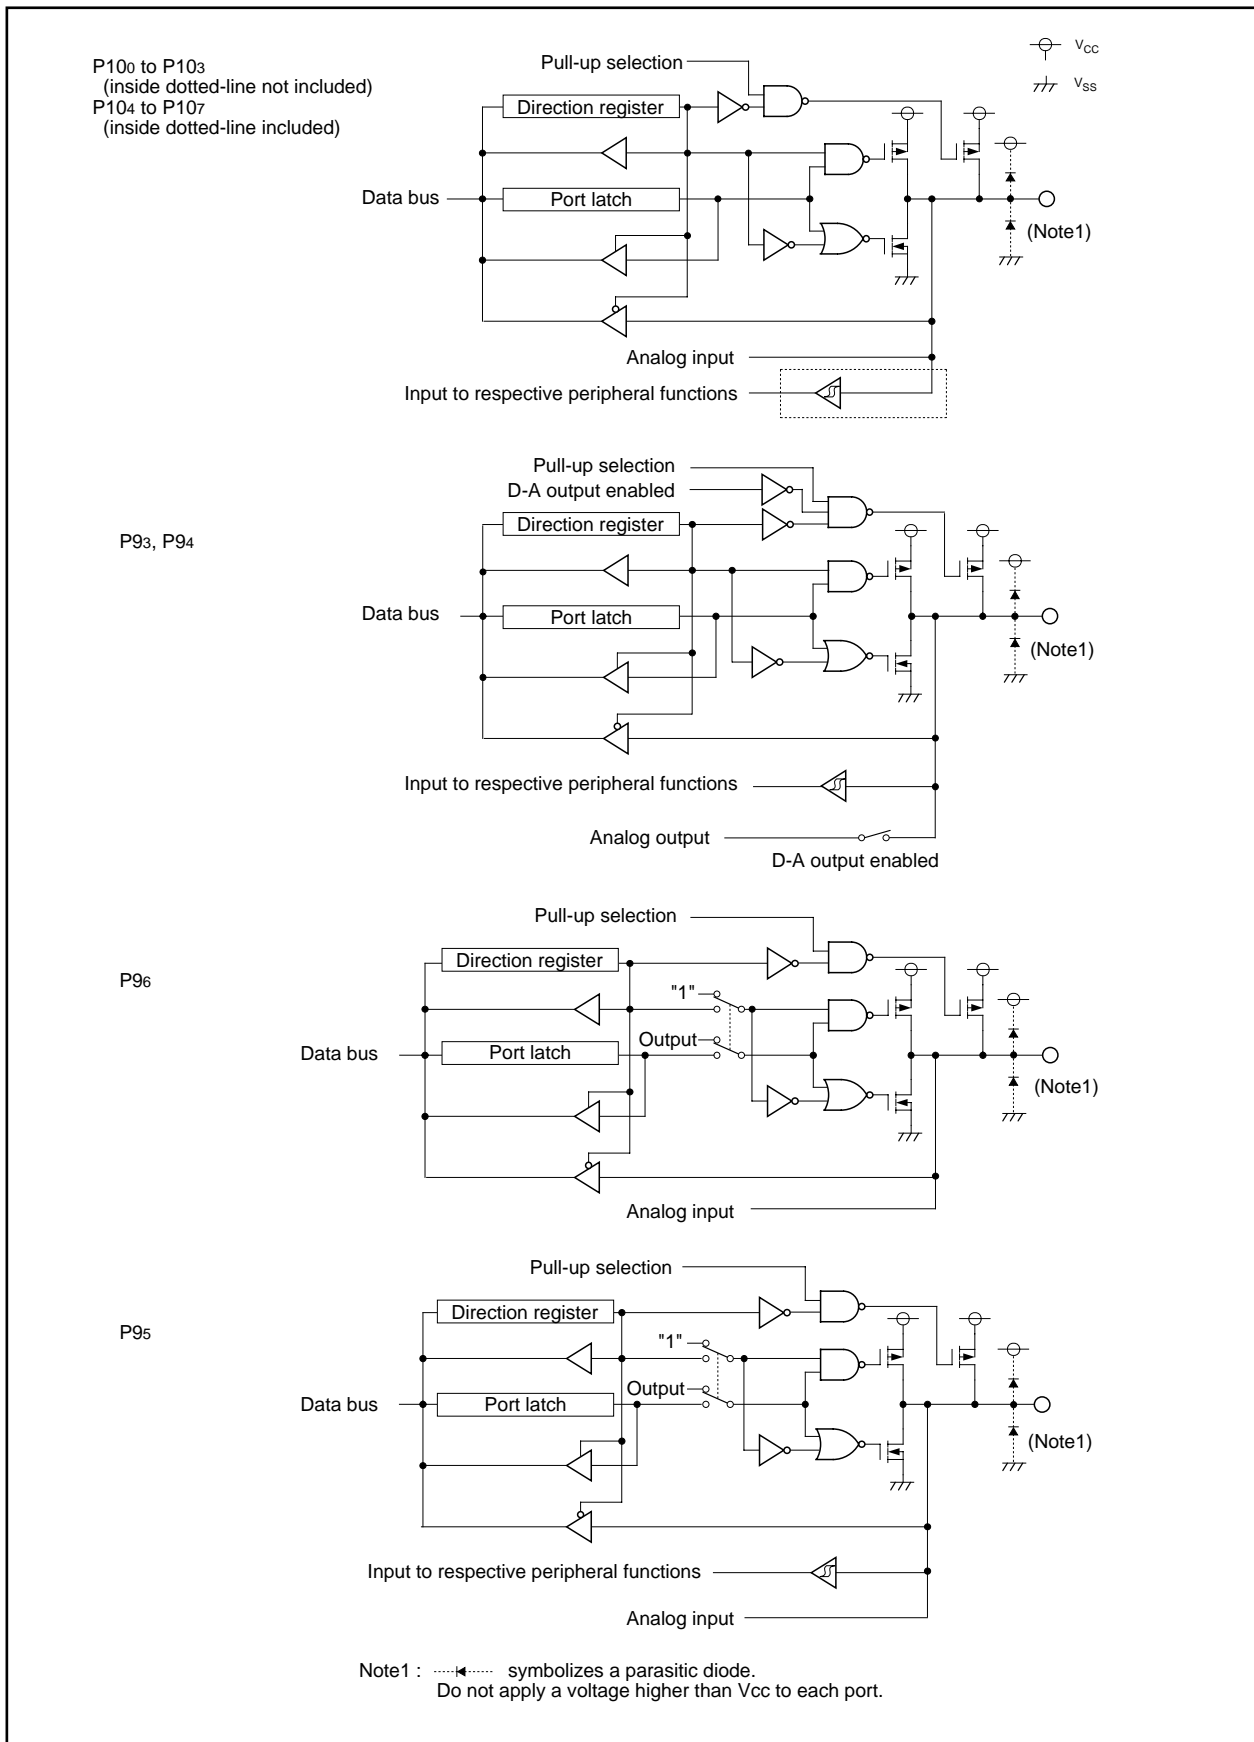 P100 to P103
(inside dotted-line not included)
P104 to P107
(inside dotted-line included)
VCC
VSS
Pull-up selection
Direction register
Data bus
Port latch
(Note1)
Analog input
Input to respective peripheral functions
P93, P94
Pull-up selection
D-A output enabled
Direction register
Data bus
Port latch
(Note1)
Input to respective peripheral functions
Analog output
D-A output enabled
P96
Pull-up selection
Direction register
"1"
Output
Data bus
Port latch
(Note1)
Analog input
P95
Pull-up selection
Direction register
"1"
Output
Data bus
Port latch
(Note1)
Input to respective peripheral functions
Analog input
Note1 : symbolizes a parasitic diode.
Do not apply a voltage higher than Vcc to each port.